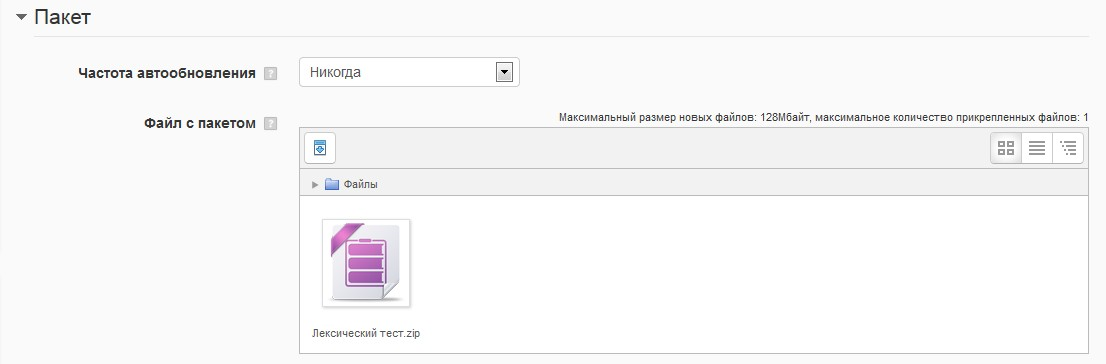 Пакет
Частота автообновления ?
Никогда
Файл с пакетом ?
Максимальный размер новых файлов: 128Мбайт, максимальное количество прикрепленных файлов: 1
Файлы
Лексический тест.zip